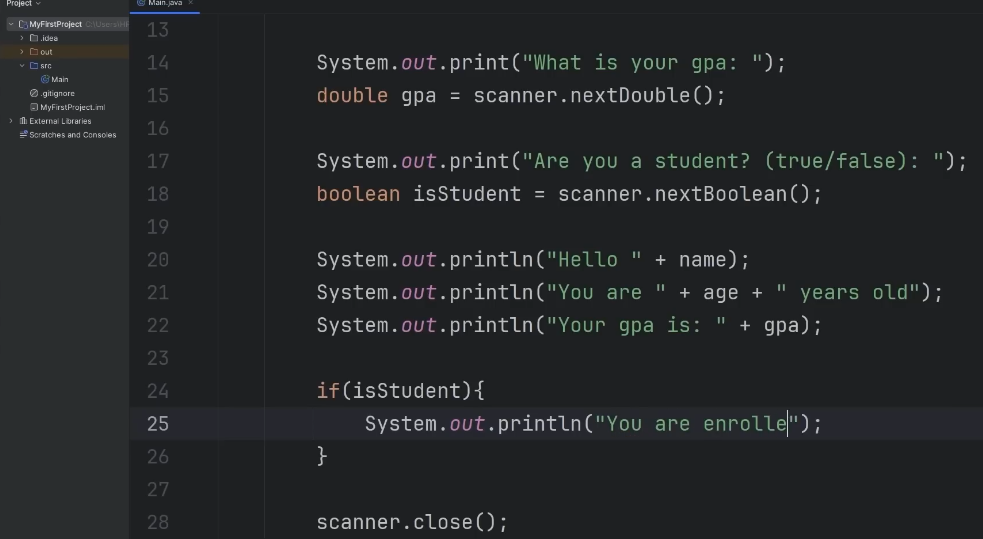 Project
Main.java
MyFirstProject
.idea
out
src
Main
.gitignore
MyFirstProject.iml
External Libraries
Scratches and Consoles
13
14 System.out.print("What is your gpa: ");
15 double gpa = scanner.nextDouble();
16
17 System.out.print("Are you a student? (true/false): ");
18 boolean isStudent = scanner.nextBoolean();
19
20 System.out.println("Hello " + name);
21 System.out.println("You are " + age + " years old");
22 System.out.println("Your gpa is: " + gpa);
23
24 if(isStudent){
25 System.out.println("You are enrolle");
26 }
27
28 scanner.close();